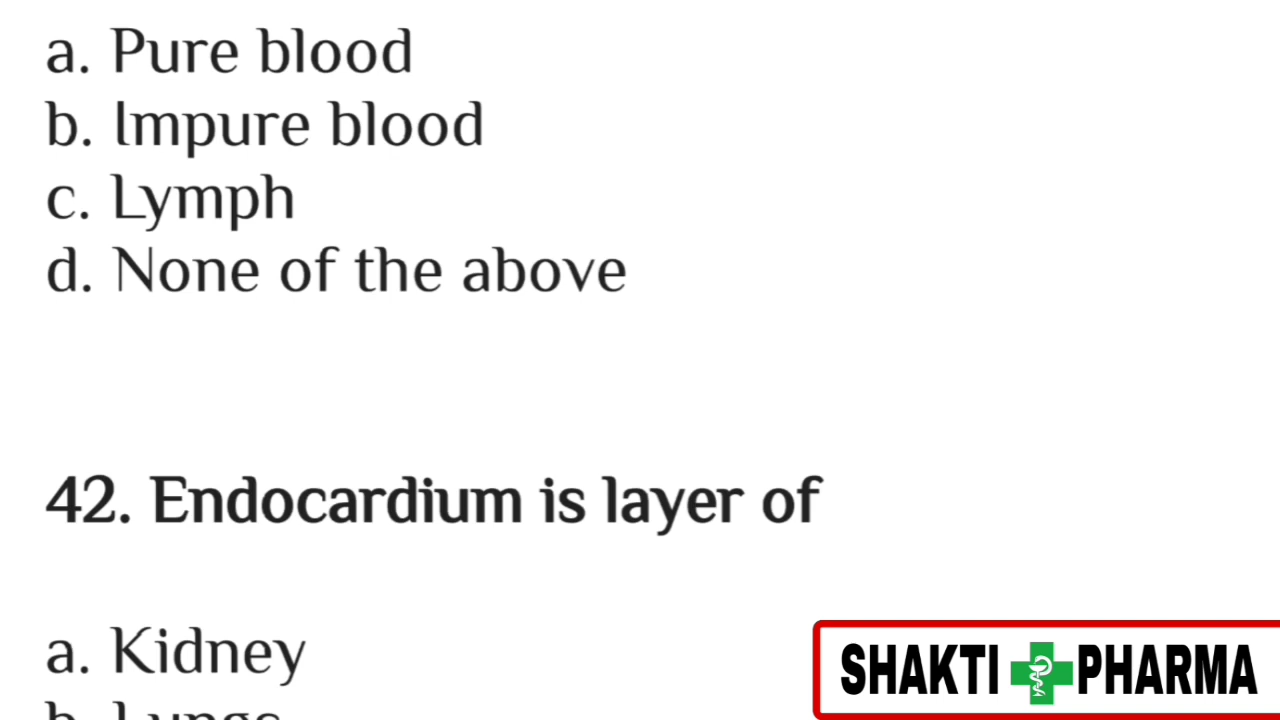 a. Pure blood
b. Impure blood
c. Lymph
d. None of the above
42. Endocardium is layer of
a. Kidney
b. Lungs
SHAKTI PHARMA